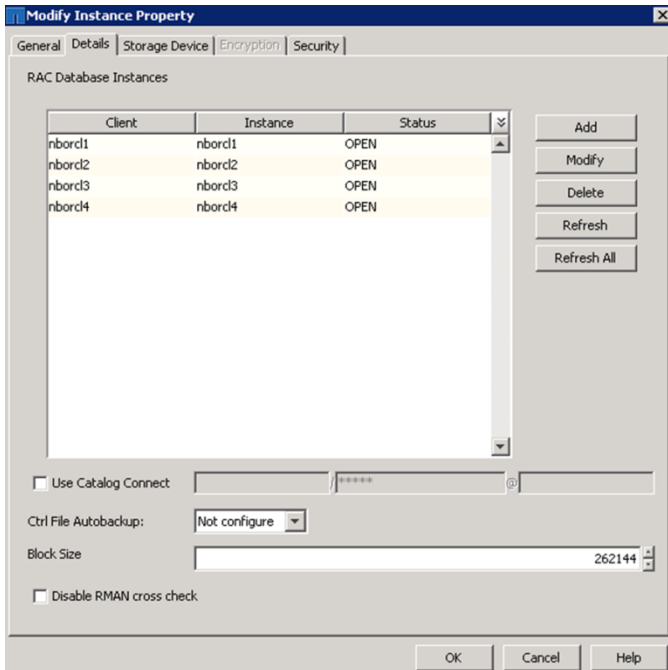 Modify Instance Property
General Details Storage Device Encryption Security
RAC Database Instances
Client Instance Status
nborcl1 nborcl1 OPEN
nborcl2 nborcl2 OPEN
nborcl3 nborcl3 OPEN
nborcl4 nborcl4 OPEN
Add
Modify
Delete
Refresh
Refresh All
Use Catalog Connect / ***** @
Ctrl File Autobackup: Not configure
Block Size 262144
Disable RMAN cross check
OK Cancel Help